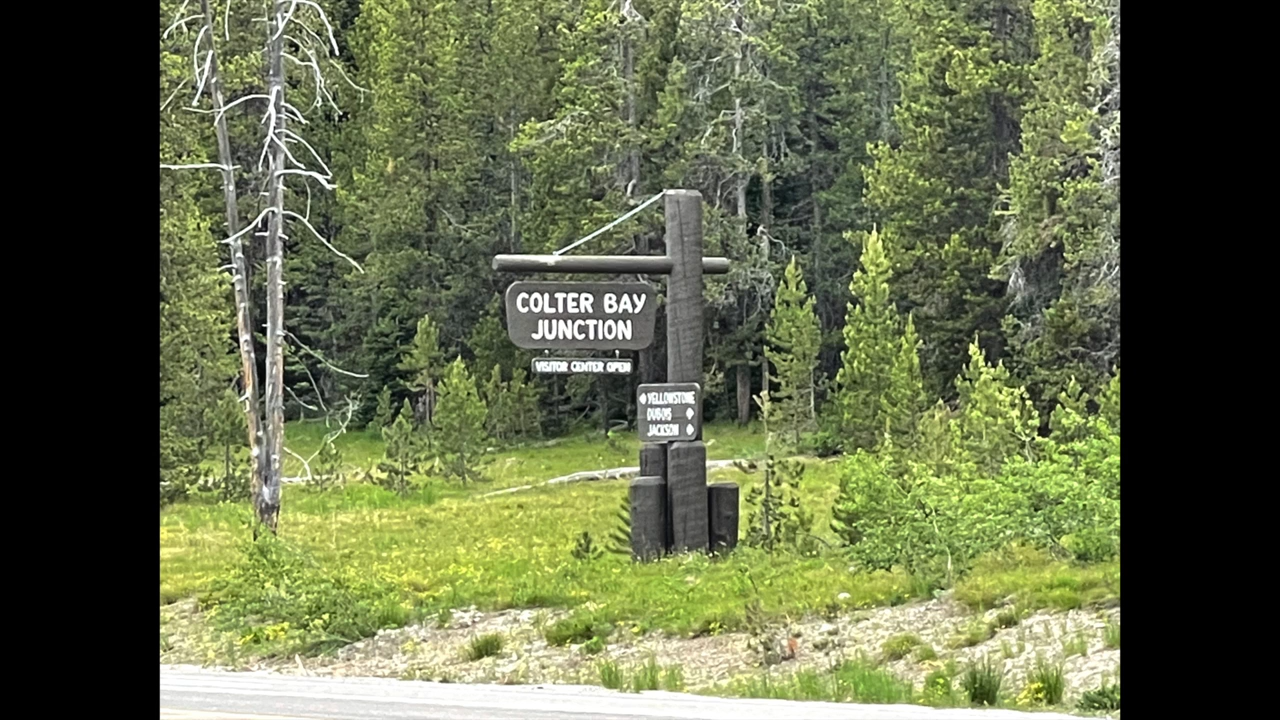 COLTER BAY
JUNCTION
VISITOR CENTER OPEN
YELLOWSTONE
DUBOIS
JACKSON